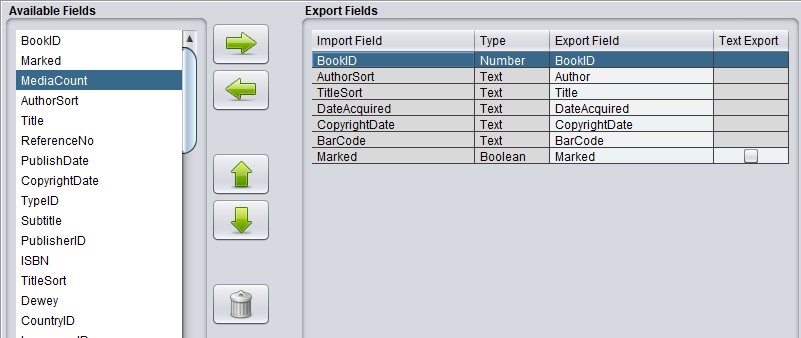 Available Fields
BookID
Marked
MediaCount
AuthorSort
Title
ReferenceNo
PublishDate
CopyrightDate
TypeID
Subtitle
PublisherID
ISBN
TitleSort
Dewey
CountryID
Export Fields
Import Field Type Export Field Text Export
BookID Number BookID
AuthorSort Text Author
TitleSort Text Title
DateAcquired Text DateAcquired
CopyrightDate Text CopyrightDate
BarCode Text BarCode
Marked Boolean Marked